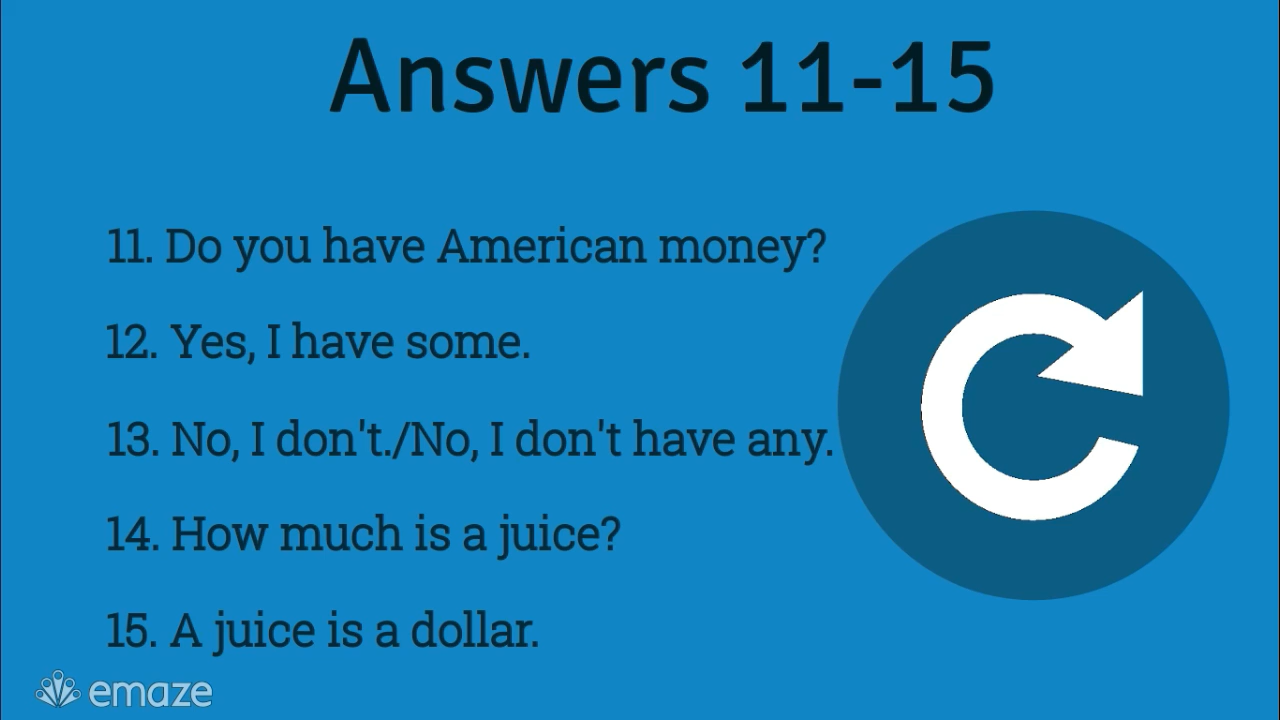 Answers 11-15
11. Do you have American money?
12. Yes, I have some.
13. No, I don't./No, I don't have any.
14. How much is a juice?
15. A juice is a dollar.
emaze